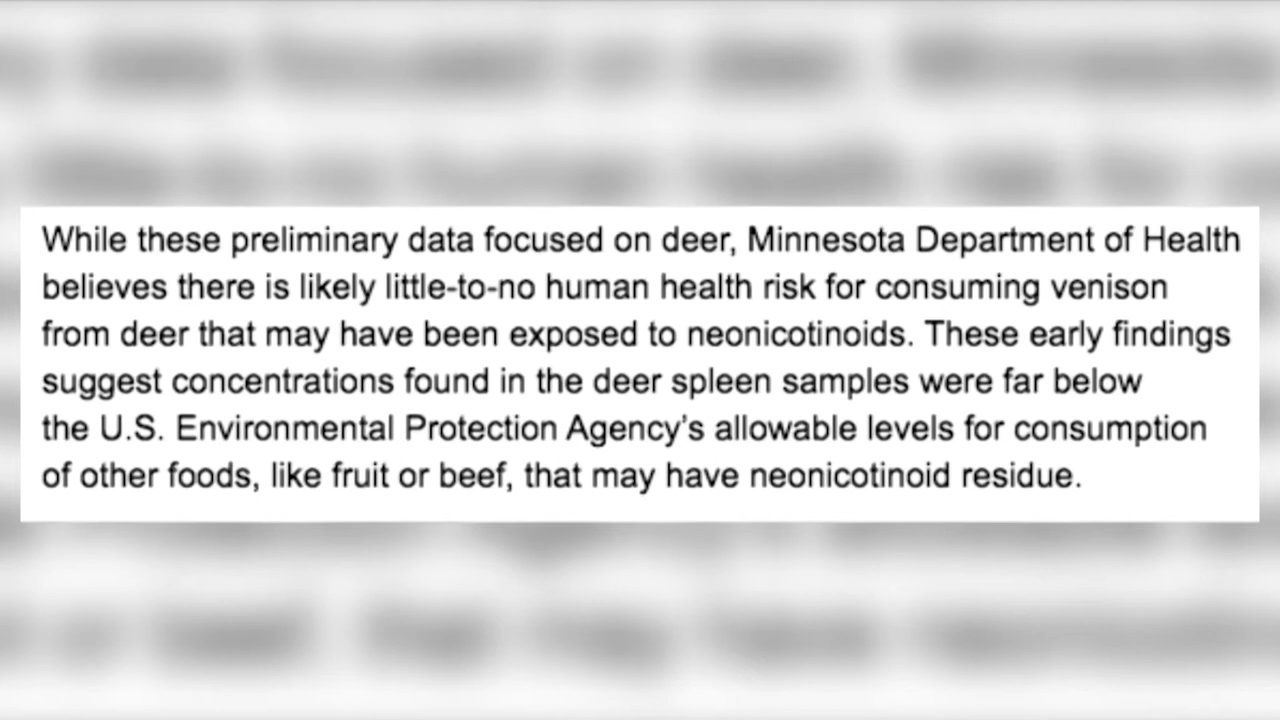 While these preliminary data focused on deer, Minnesota Department of Health
believes there is likely little-to-no human health risk for consuming venison
from deer that may have been exposed to neonicotinoids. These early findings
suggest concentrations found in the deer spleen samples were far below
the U.S. Environmental Protection Agency's allowable levels for consumption
of other foods, like fruit or beef, that may have neonicotinoid residue.